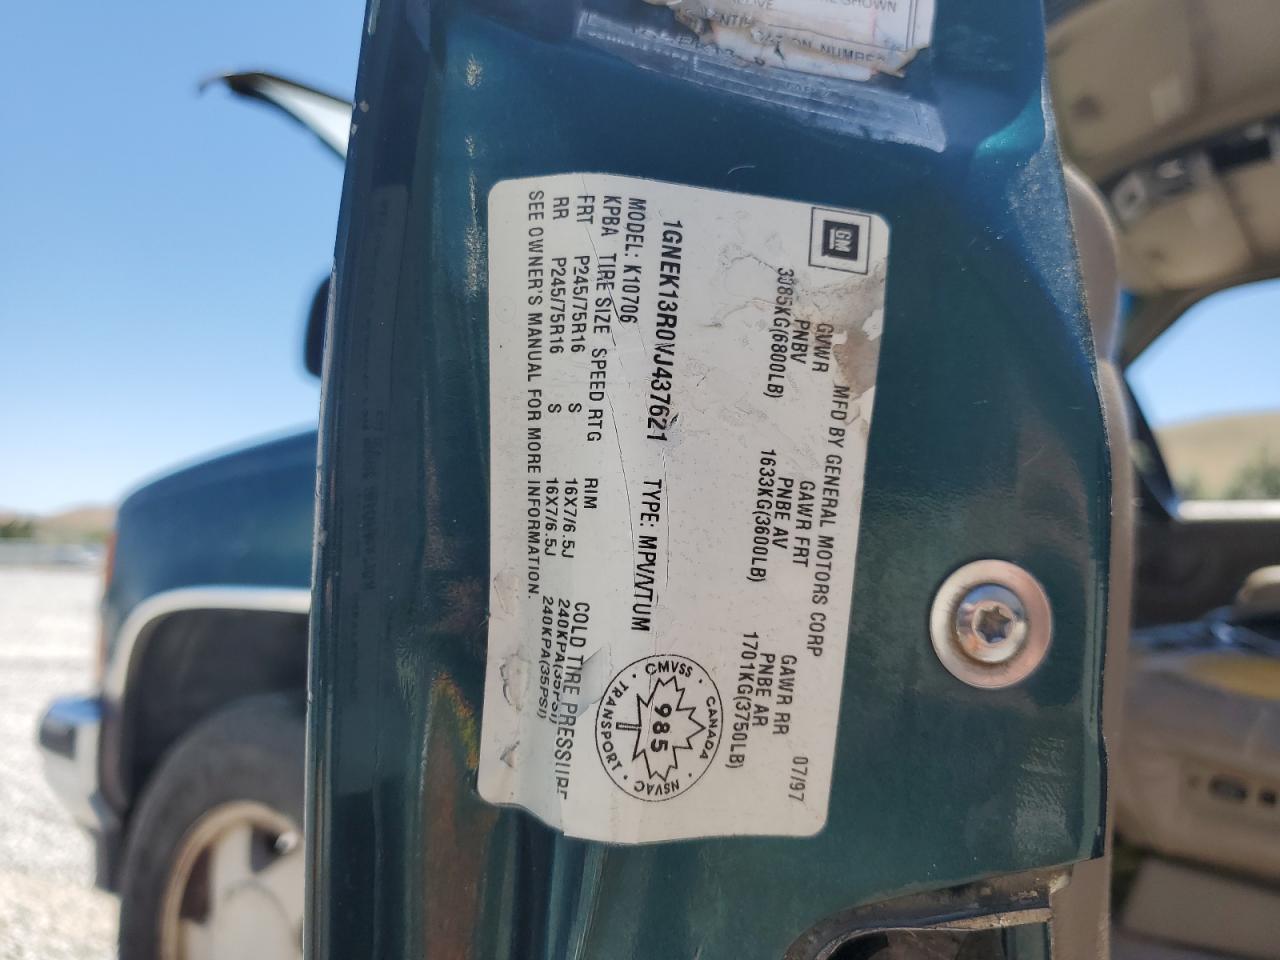 SHOWN
NUMBER
GM
MFD BY GENERAL MOTORS CORP 07/97
GVWR GAWR FRT GAWR RR
PNBV PNBE AV PNBE AR
3085KG(6800LB) 1633KG(3600LB) 1701KG(3750LB)
1GNEK13R0VJ437621 TYPE: MPV/VTUM
MODEL: K10706
KPBA TIRE SIZE SPEED RTG RIM COLD TIRE PRESSURE
FRT P245/75R16 S 16X7/6.5J 240KPA(35PSI)
RR P245/75R16 S 16X7/6.5J 240KPA(35PSI)
SEE OWNER'S MANUAL FOR MORE INFORMATION.
CMVSS · CANADA · NSVAC · TRANSPORT ·
985